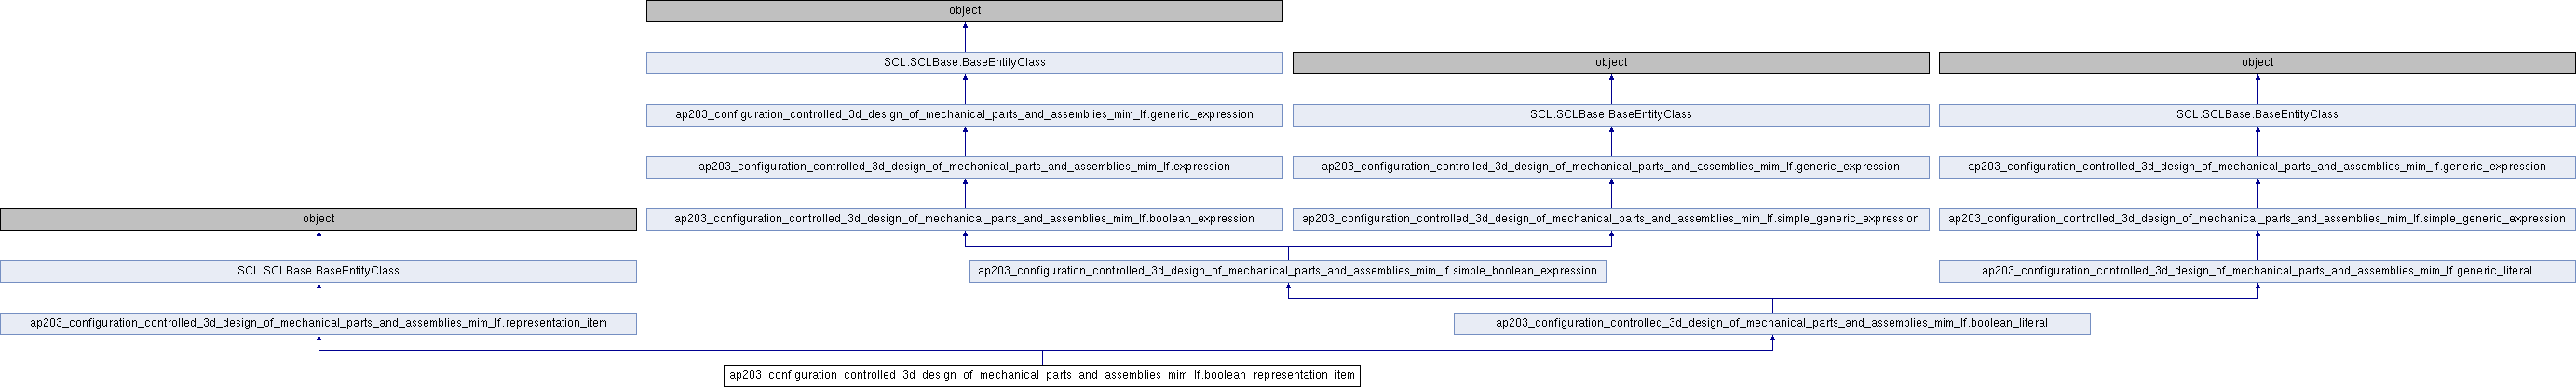 object
SCL.SCLBase.BaseEntityClass
object
object
ap203_configuration_controlled_3d_design_of_mechanical_parts_and_assemblies_mim_lf.generic_expression
SCL.SCLBase.BaseEntityClass
SCL.SCLBase.BaseEntityClass
ap203_configuration_controlled_3d_design_of_mechanical_parts_and_assemblies_mim_lf.expression
ap203_configuration_controlled_3d_design_of_mechanical_parts_and_assemblies_mim_lf.generic_expression
ap203_configuration_controlled_3d_design_of_mechanical_parts_and_assemblies_mim_lf.generic_expression
object
ap203_configuration_controlled_3d_design_of_mechanical_parts_and_assemblies_mim_lf.boolean_expression
ap203_configuration_controlled_3d_design_of_mechanical_parts_and_assemblies_mim_lf.simple_generic_expression
ap203_configuration_controlled_3d_design_of_mechanical_parts_and_assemblies_mim_lf.simple_generic_expression
SCL.SCLBase.BaseEntityClass
ap203_configuration_controlled_3d_design_of_mechanical_parts_and_assemblies_mim_lf.simple_boolean_expression
ap203_configuration_controlled_3d_design_of_mechanical_parts_and_assemblies_mim_lf.generic_literal
ap203_configuration_controlled_3d_design_of_mechanical_parts_and_assemblies_mim_lf.representation_item
ap203_configuration_controlled_3d_design_of_mechanical_parts_and_assemblies_mim_lf.boolean_literal
ap203_configuration_controlled_3d_design_of_mechanical_parts_and_assemblies_mim_lf.boolean_representation_item